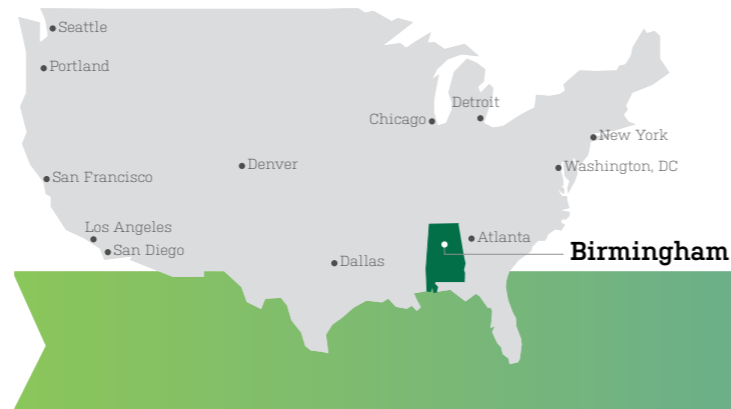 Seattle
Portland
Detroit
Chicago
New York
Denver
Washington, DC
San Francisco
Los Angeles
Atlanta
San Diego
Birmingham
Dallas